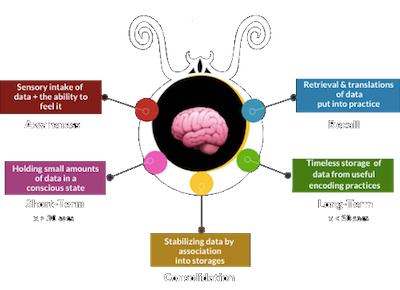 Sensory intake of
data + the ability to
feel it
Awareness
Retrieval & translations
of data
put into practice
Recall
Holding small amounts
of data in a
conscious state
Short-Term
x > 30 secs
Timeless storage of
data from useful
encoding practices
Long-Term
x < 30 secs
Stabilizing data by
association
into storages
Consolidation